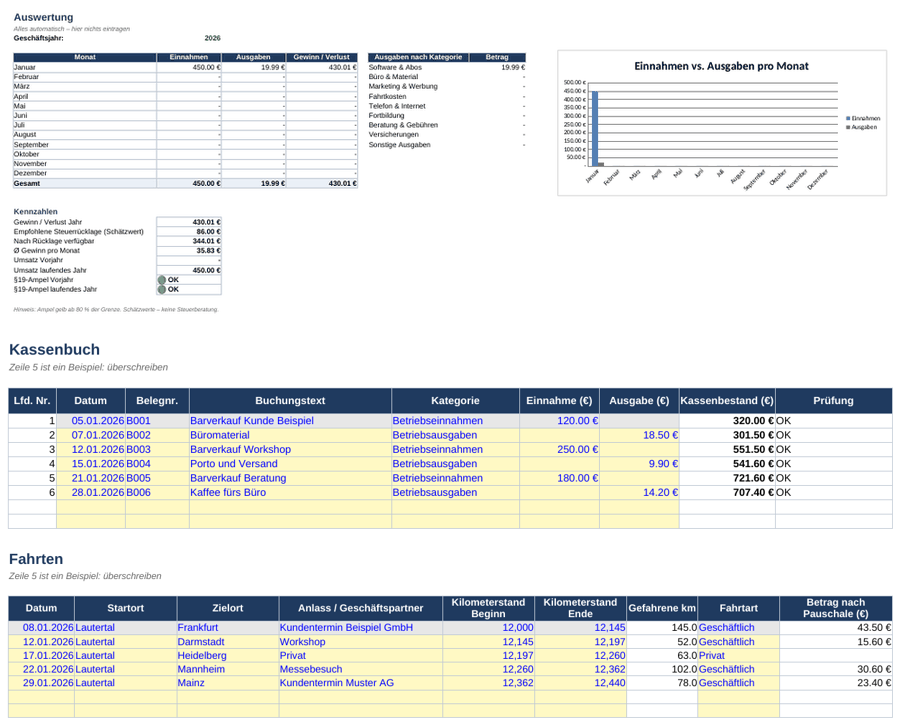 Auswertung
Alles automatisch – hier nichts eintragen
Geschäftsjahr: 2026
Monat Einnahmen Ausgaben Gewinn / Verlust
Januar 450.00 € 19.99 € 430.01 €
Februar - - -
März - - -
April - - -
Mai - - -
Juni - - -
Juli - - -
August - - -
September - - -
Oktober - - -
November - - -
Dezember - - -
Gesamt 450.00 € 19.99 € 430.01 €
Ausgaben nach Kategorie Betrag
Software & Abos 19.99 €
Büro & Material -
Marketing & Werbung -
Fahrtkosten -
Telefon & Internet -
Fortbildung -
Beratung & Gebühren -
Versicherungen -
Sonstige Ausgaben -
Einnahmen vs. Ausgaben pro Monat
500.00 €
450.00 €
400.00 €
350.00 €
300.00 €
250.00 €
200.00 €
150.00 €
100.00 €
50.00 €
-
Januar Februar März April Mai Juni Juli August September Oktober November Dezember
Einnahmen
Ausgaben
Kennzahlen
Gewinn / Verlust Jahr 430.01 €
Empfohlene Steuerrücklage (Schätzwert) 86.00 €
Nach Rücklage verfügbar 344.01 €
Ø Gewinn pro Monat 35.83 €
Umsatz Vorjahr -
Umsatz laufendes Jahr 450.00 €
§19-Ampel Vorjahr OK
§19-Ampel laufendes Jahr OK
Hinweis: Ampel gelb ab 80 % der Grenze. Schätzwerte – keine Steuerberatung.
Kassenbuch
Zeile 5 ist ein Beispiel: überschreiben
Lfd. Nr. Datum Belegnr. Buchungstext Kategorie Einnahme (€) Ausgabe (€) Kassenbestand (€) Prüfung
1 05.01.2026 B001 Barverkauf Kunde Beispiel Betriebseinnahmen 120.00 € 320.00 € OK
2 07.01.2026 B002 Büromaterial Betriebsausgaben 18.50 € 301.50 € OK
3 12.01.2026 B003 Barverkauf Workshop Betriebseinnahmen 250.00 € 551.50 € OK
4 15.01.2026 B004 Porto und Versand Betriebsausgaben 9.90 € 541.60 € OK
5 21.01.2026 B005 Barverkauf Beratung Betriebseinnahmen 180.00 € 721.60 € OK
6 28.01.2026 B006 Kaffee fürs Büro Betriebsausgaben 14.20 € 707.40 € OK
Fahrten
Zeile 5 ist ein Beispiel: überschreiben
Datum Startort Zielort Anlass / Geschäftspartner Kilometerstand Beginn Kilometerstand Ende Gefahrene km Fahrtart Betrag nach Pauschale (€)
08.01.2026 Lautertal Frankfurt Kundentermin Beispiel GmbH 12,000 12,145 145.0 Geschäftlich 43.50 €
12.01.2026 Lautertal Darmstadt Workshop 12,145 12,197 52.0 Geschäftlich 15.60 €
17.01.2026 Lautertal Heidelberg Privat 12,197 12,260 63.0 Privat
22.01.2026 Lautertal Mannheim Messebesuch 12,260 12,362 102.0 Geschäftlich 30.60 €
29.01.2026 Lautertal Mainz Kundentermin Muster AG 12,362 12,440 78.0 Geschäftlich 23.40 €